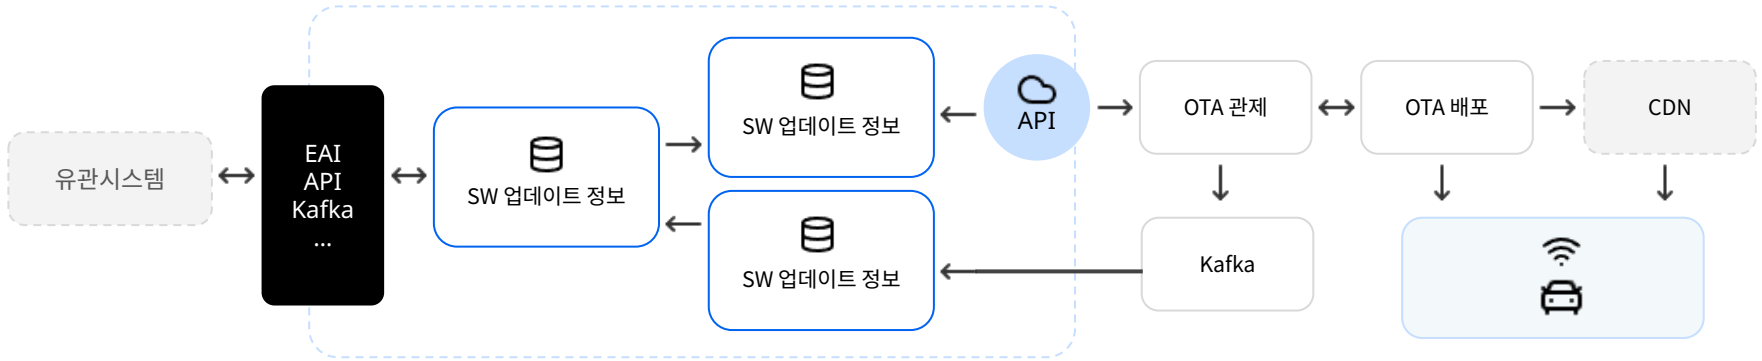 유관시스템
EAI
API
Kafka
...
SW 업데이트 정보
SW 업데이트 정보
SW 업데이트 정보
API
OTA 관제
OTA 배포
CDN
Kafka